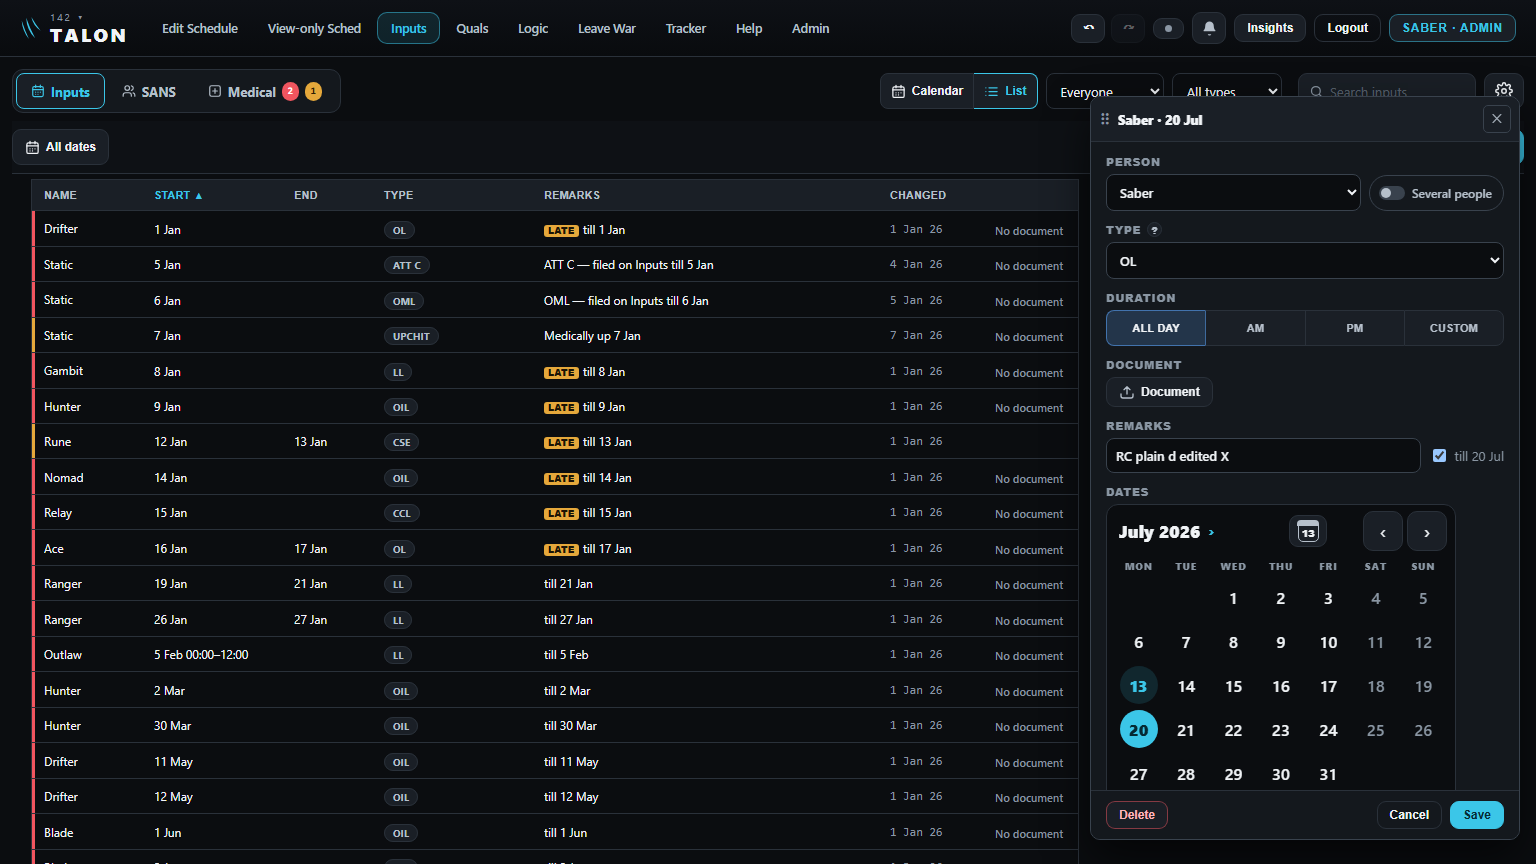 142 ▾
TALON
Edit Schedule
View-only Sched
Inputs
Quals
Logic
Leave War
Tracker
Help
Admin
Insights
Logout
SABER · ADMIN
Inputs
SANS
Medical 2 1
Calendar
List
Everyone
All types
Search inputs
All dates
NAME START ▲ END TYPE REMARKS CHANGED
Drifter 1 Jan OL LATE till 1 Jan 1 Jan 26 No document
Static 5 Jan ATT C ATT C — filed on Inputs till 5 Jan 4 Jan 26 No document
Static 6 Jan OML OML — filed on Inputs till 6 Jan 5 Jan 26 No document
Static 7 Jan UPCHIT Medically up 7 Jan 7 Jan 26 No document
Gambit 8 Jan LL LATE till 8 Jan 1 Jan 26 No document
Hunter 9 Jan OIL LATE till 9 Jan 1 Jan 26 No document
Rune 12 Jan 13 Jan CSE LATE till 13 Jan 1 Jan 26
Nomad 14 Jan OIL LATE till 14 Jan 1 Jan 26 No document
Relay 15 Jan CCL LATE till 15 Jan 1 Jan 26 No document
Ace 16 Jan 17 Jan OL LATE till 17 Jan 1 Jan 26 No document
Ranger 19 Jan 21 Jan LL till 21 Jan 1 Jan 26 No document
Ranger 26 Jan 27 Jan LL till 27 Jan 1 Jan 26 No document
Outlaw 5 Feb 00:00–12:00 LL till 5 Feb 1 Jan 26 No document
Hunter 2 Mar OIL till 2 Mar 1 Jan 26 No document
Hunter 30 Mar OIL till 30 Mar 1 Jan 26 No document
Drifter 11 May OIL till 11 May 1 Jan 26 No document
Drifter 12 May OIL till 12 May 1 Jan 26 No document
Blade 1 Jun OIL till 1 Jun 1 Jan 26 No document
Saber · 20 Jul
PERSON
Saber
Several people
TYPE ?
OL
DURATION
ALL DAY AM PM CUSTOM
DOCUMENT
Document
REMARKS
RC plain d edited X
till 20 Jul
DATES
July 2026 ›
13
‹ ›
MON TUE WED THU FRI SAT SUN
1 2 3 4 5
6 7 8 9 10 11 12
13 14 15 16 17 18 19
20 21 22 23 24 25 26
27 28 29 30 31
Delete
Cancel
Save